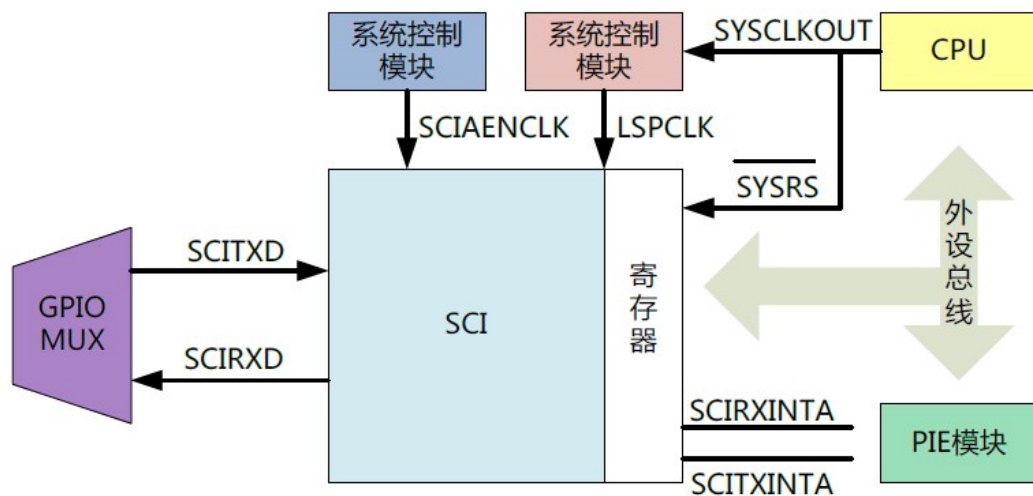 系统控制
模块
系统控制
模块
SYSCLKOUT
CPU
SCIAENCLK
LSPCLK
SYSRS
外设总线
SCITXD
GPIO
MUX
SCI
寄存器
SCIRXD
SCIRXINTA
PIE模块
SCITXINTA